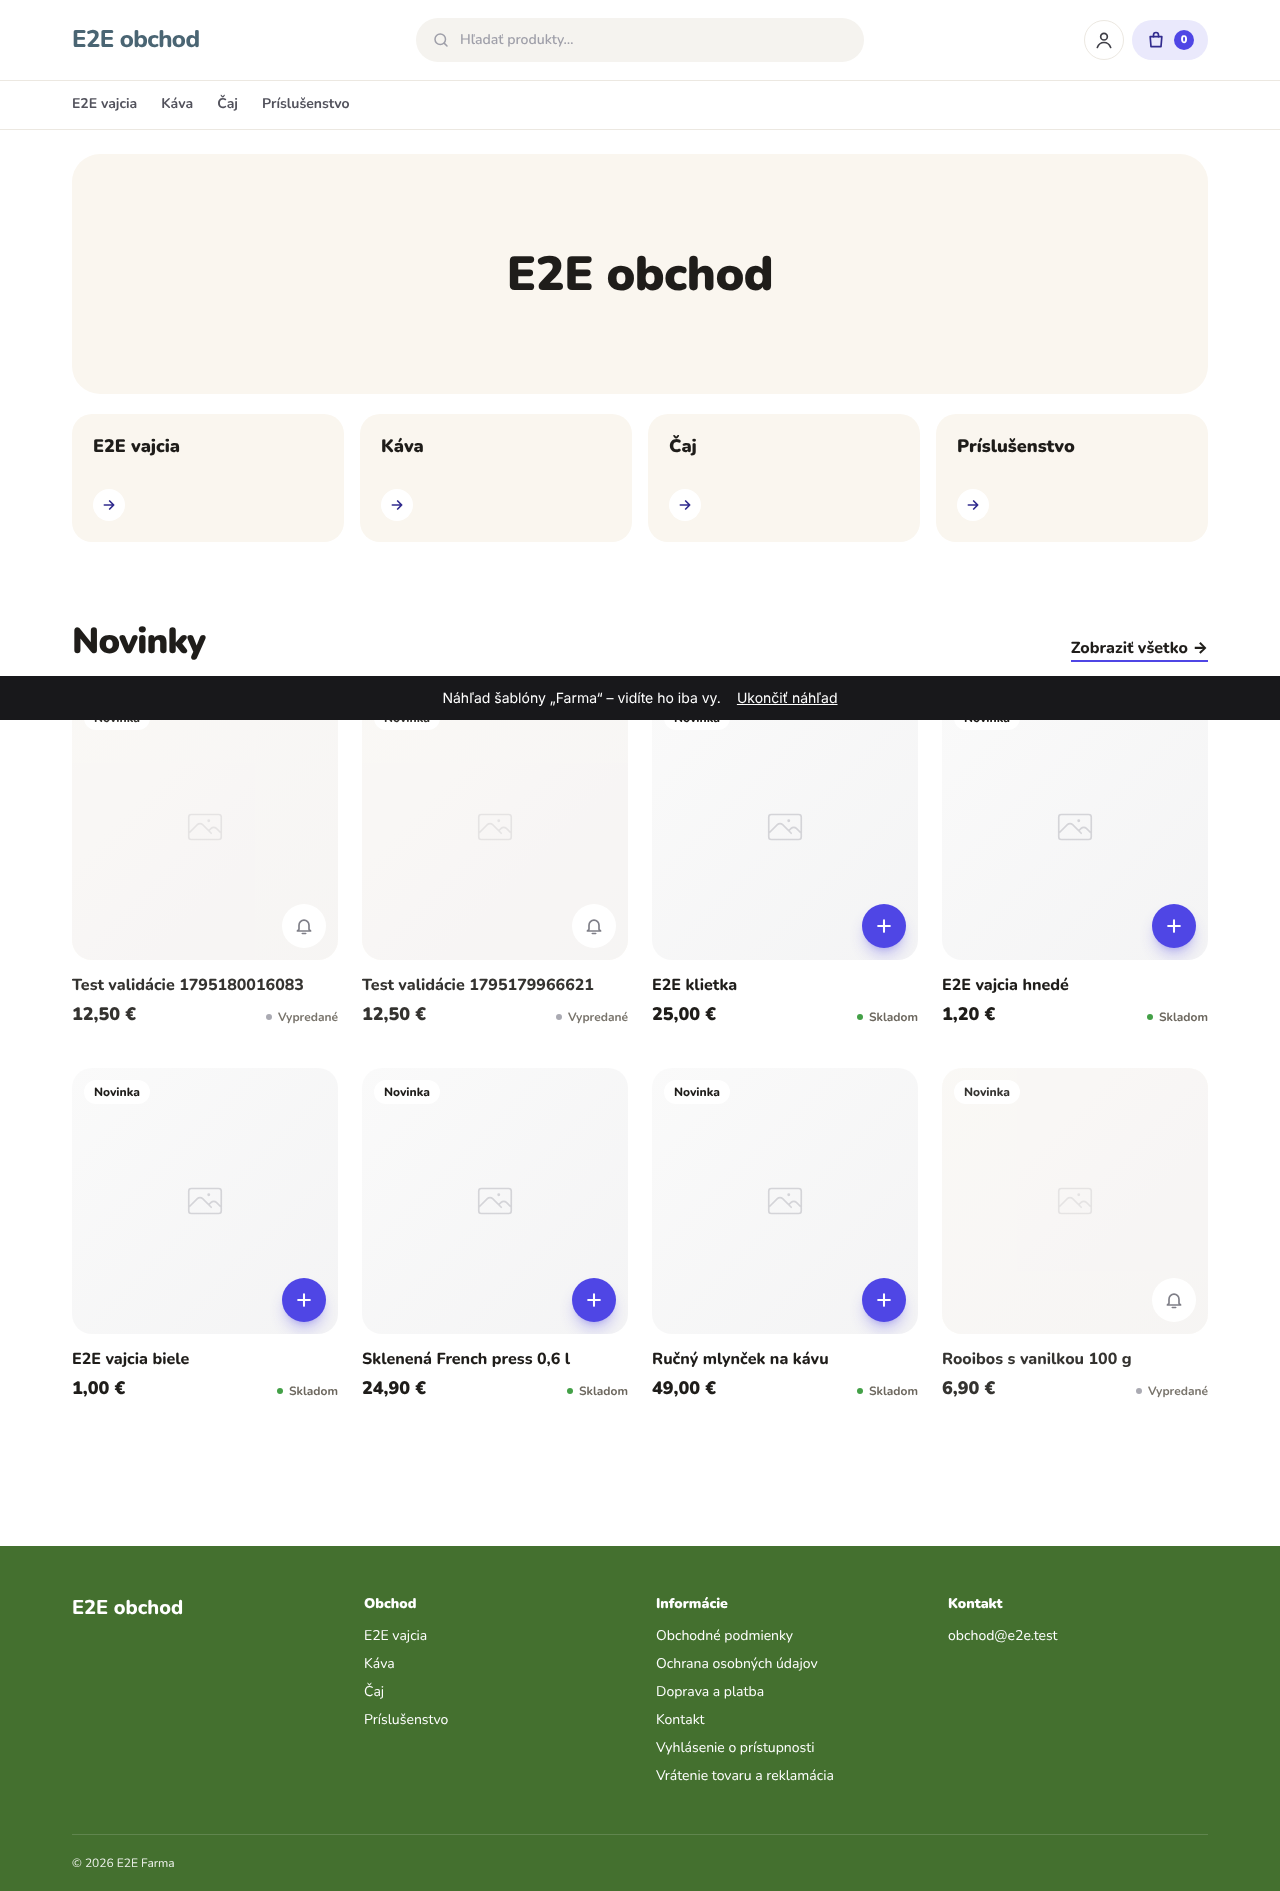 E2E obchod
Hľadať produkty...
0
E2E vajcia
Káva
Čaj
Príslušenstvo
E2E obchod
E2E vajcia
Káva
Čaj
Príslušenstvo
Novinky
Zobraziť všetko →
Náhľad šablóny „Farma“ – vidíte ho iba vy. Ukončiť náhľad
Test validácie 1795180016083
12,50 €
Vypredané
Test validácie 1795179966621
12,50 €
Vypredané
E2E klietka
25,00 €
Skladom
E2E vajcia hnedé
1,20 €
Skladom
Novinka
E2E vajcia biele
1,00 €
Skladom
Novinka
Sklenená French press 0,6 l
24,90 €
Skladom
Novinka
Ručný mlynček na kávu
49,00 €
Skladom
Novinka
Rooibos s vanilkou 100 g
6,90 €
Vypredané
E2E obchod
Obchod
E2E vajcia
Káva
Čaj
Príslušenstvo
Informácie
Obchodné podmienky
Ochrana osobných údajov
Doprava a platba
Kontakt
Vyhlásenie o prístupnosti
Vrátenie tovaru a reklamácia
Kontakt
obchod@e2e.test
© 2026 E2E Farma